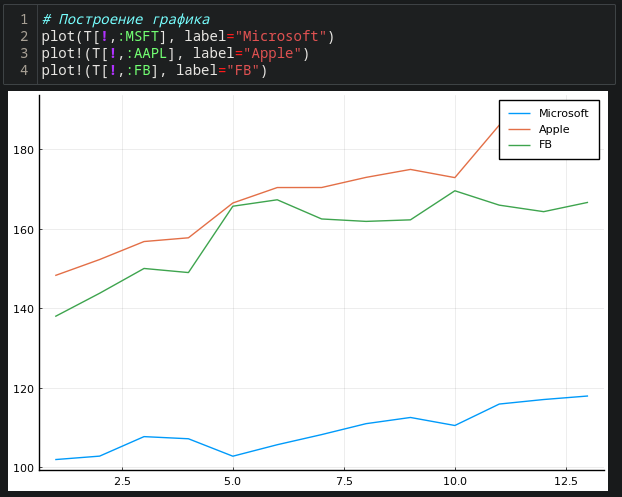 1 # Построение графика
2 plot(T[!,:MSFT], label="Microsoft")
3 plot!(T[!,:AAPL], label="Apple")
4 plot!(T[!,:FB], label="FB")
Microsoft
Apple
FB
180
160
140
120
100
2.5 5.0 7.5 10.0 12.5